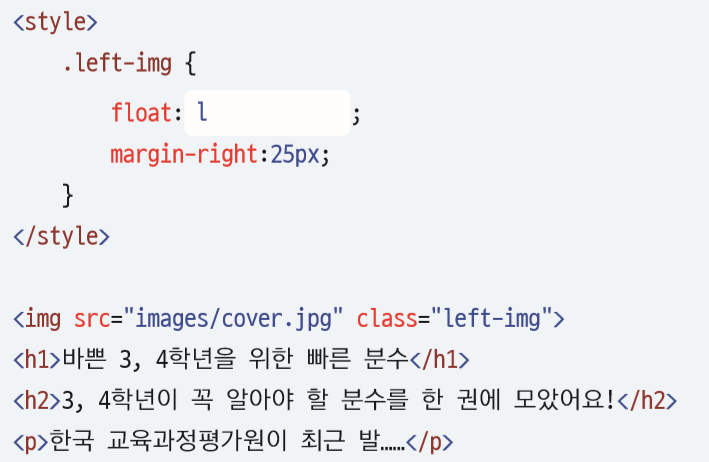 <style>
.left-img {
float: l ;
margin-right:25px;
}
</style>
<img src="images/cover.jpg" class="left-img">
<h1>바쁜 3, 4학년을 위한 빠른 분수</h1>
<h2>3, 4학년이 꼭 알아야 할 분수를 한 권에 모았어요!</h2>
<p>한국 교육과정평가원이 최근 발……</p>